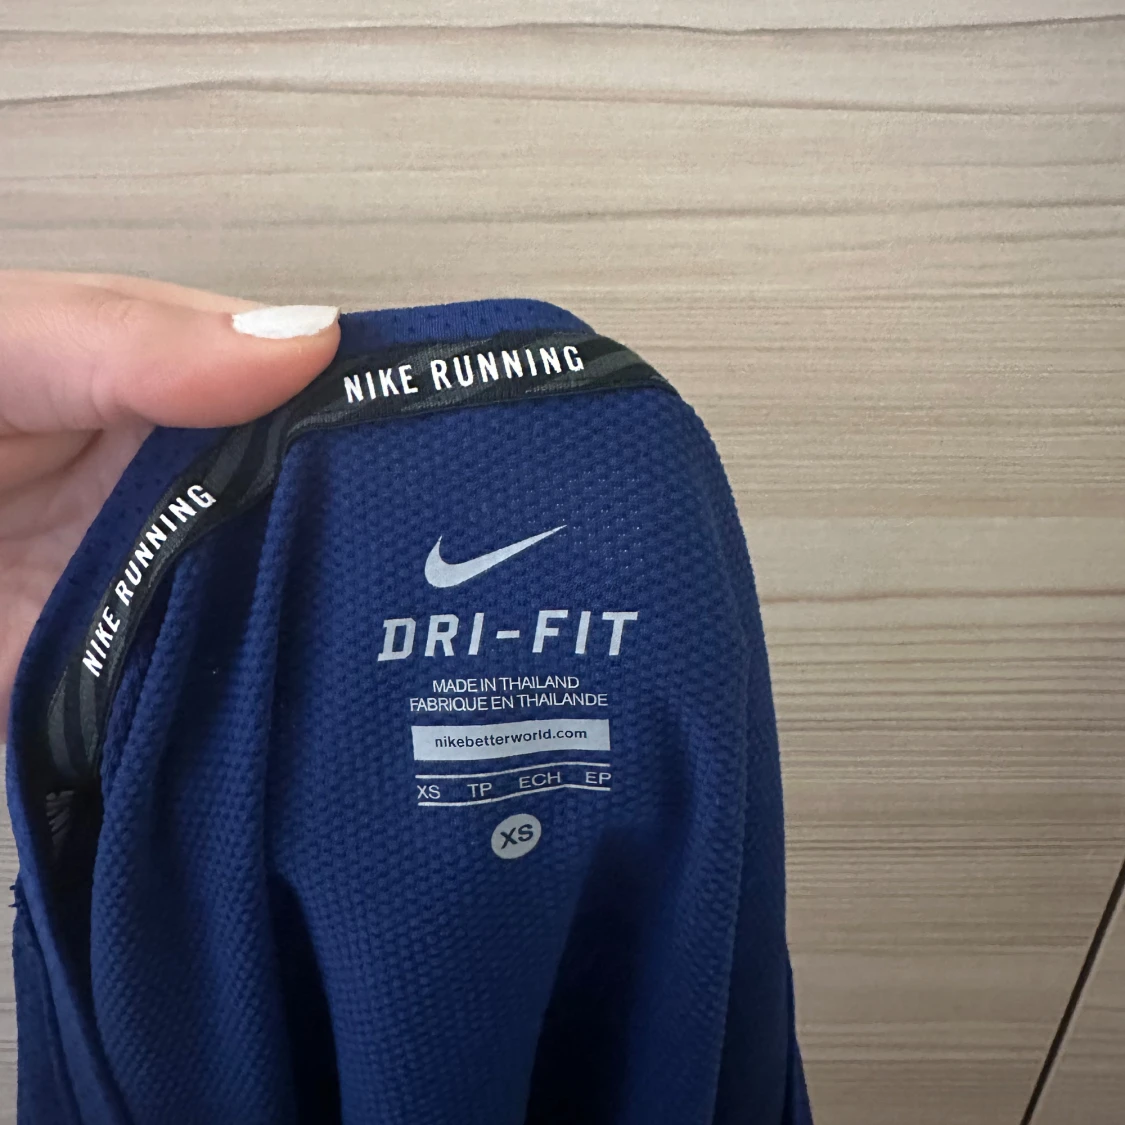 NIKE RUNNING
NIKE RUNNING
DRI-FIT
MADE IN THAILAND
FABRIQUE EN THAILANDE
nikebetterworld.com
XS TP ECH EP
XS